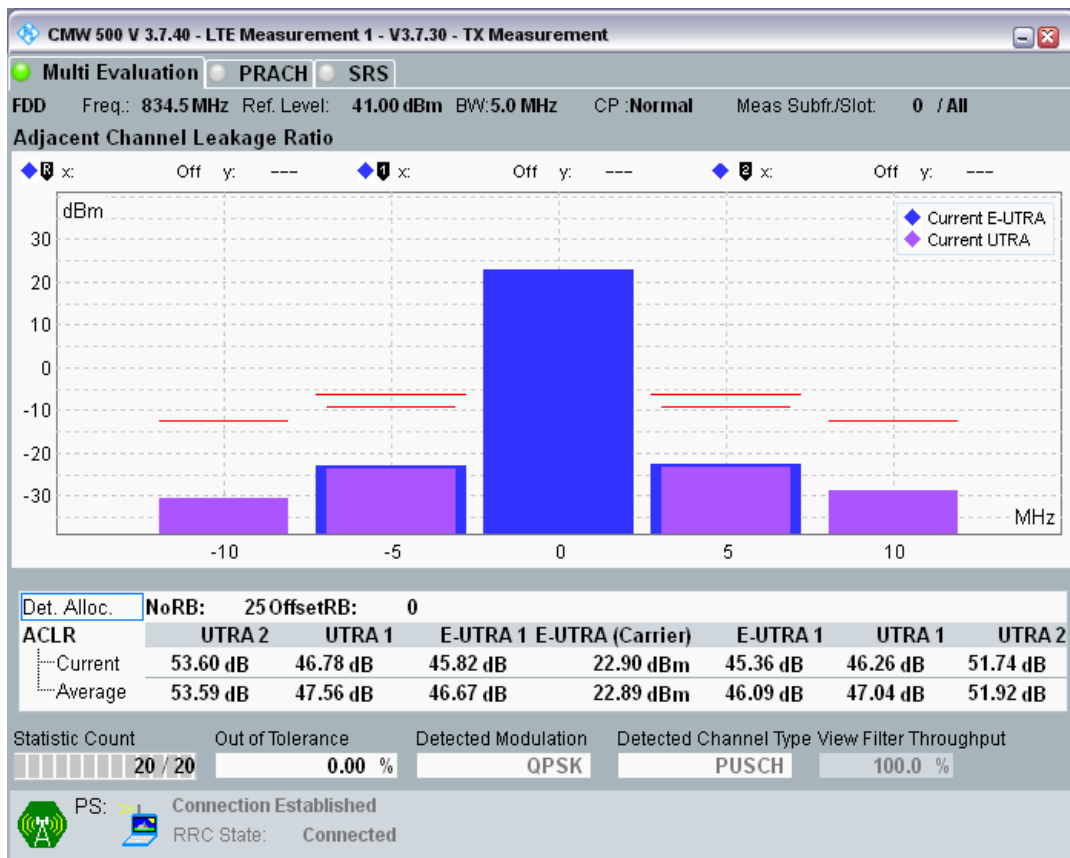 CMW 500 V 3.7.40 - LTE Measurement 1 - V3.7.30 - TX Measurement
Multi Evaluation PRACH SRS
FDD Freq.: 834.5 MHz Ref. Level: 41.00 dBm BW:5.0 MHz CP :Normal Meas Subfr./Slot: 0 / All
Adjacent Channel Leakage Ratio
R x: Off y: --- 1 x: Off y: --- 2 x: Off y: ---
dBm
Current E-UTRA
Current UTRA
30
20
10
0
-10
-20
-30
MHz
-10 -5 0 5 10
Det. Alloc. NoRB: 25 OffsetRB: 0
ACLR UTRA 2 UTRA 1 E-UTRA 1 E-UTRA (Carrier) E-UTRA 1 UTRA 1 UTRA 2
Current 53.60 dB 46.78 dB 45.82 dB 22.90 dBm 45.36 dB 46.26 dB 51.74 dB
Average 53.59 dB 47.56 dB 46.67 dB 22.89 dBm 46.09 dB 47.04 dB 51.92 dB
Statistic Count Out of Tolerance Detected Modulation Detected Channel Type View Filter Throughput
20 / 20 0.00 % QPSK PUSCH 100.0 %
PS: Connection Established
RRC State: Connected